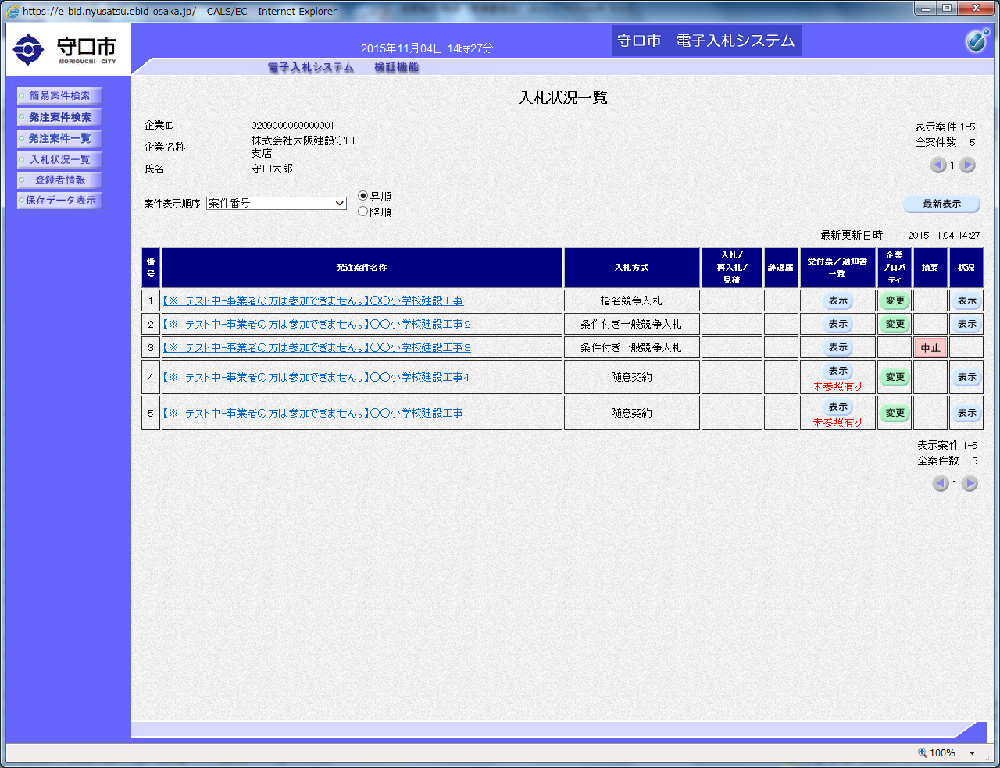 https://e-bid.nyusatsu.ebid-osaka.jp/ - CALS/EC - Internet Explorer
守口市
MORIGUCHI CITY
2015年11月04日 14時27分
守口市　電子入札システム
電子入札システム　検証機能
簡易案件検索
発注案件検索
発注案件一覧
入札状況一覧
登録者情報
保存データ表示
入札状況一覧
企業ID 0209000000000001
企業名称 株式会社大阪建設守口
支店
氏名 守口太郎
表示案件 1-5
全案件数 5
1
案件表示順序 案件番号
昇順
降順
最新表示
最新更新日時 2015.11.04 14:27
番号 発注案件名称 入札方式 入札/再入札/見積 辞退届 受付票／通知書一覧 企業プロパティ 摘要 状況
1 【※　テスト中-事業者の方は参加できません。】〇〇小学校建設工事 指名競争入札 表示 変更 表示
2 【※　テスト中-事業者の方は参加できません。】〇〇小学校建設工事２ 条件付き一般競争入札 表示 変更 表示
3 【※　テスト中-事業者の方は参加できません。】〇〇小学校建設工事３ 条件付き一般競争入札 表示 中止
4 【※　テスト中-事業者の方は参加できません。】〇〇小学校建設工事4 随意契約 表示 未参照有り 変更 表示
5 【※　テスト中-事業者の方は参加できません。】〇〇小学校建設工事 随意契約 表示 未参照有り 変更 表示
表示案件 1-5
全案件数 5
1
100%